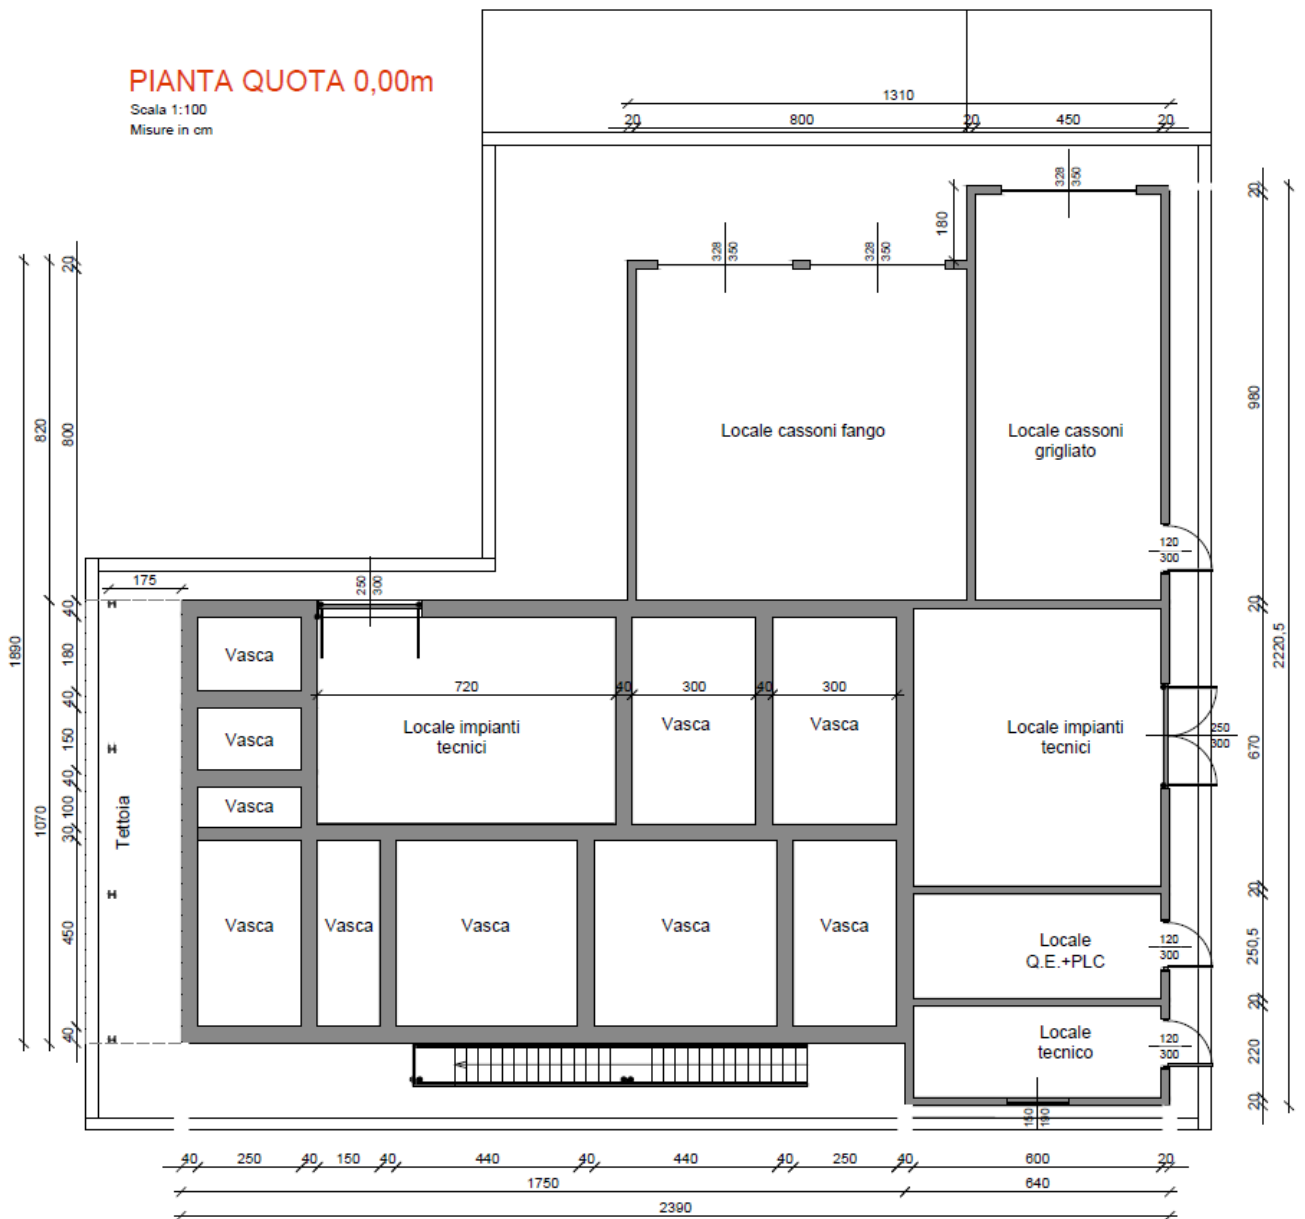 PIANTA QUOTA 0,00m
Scala 1:100
Misure in cm
1310
20 800 20 450 20
328
350
180
328
350
328
350
20
20
Locale cassoni fango
Locale cassoni
grigliato
980
820
800
120
300
175
250
300
40
20
1890
180
Vasca
2220,5
40
720 40 300 40 300
Locale impianti
tecnici
Vasca
Vasca
Locale impianti
tecnici
150
Vasca
250
300
670
40
100
Vasca
30
1070
Tettoia
20
450
Vasca
Vasca
Vasca
Vasca
Vasca
Locale
Q.E.+PLC
120
300
250,5
20
40
Locale
tecnico
120
300
220
150
190
20
40 250 40 150 40 440 40 440 40 250 40 600 20
1750 640
2390